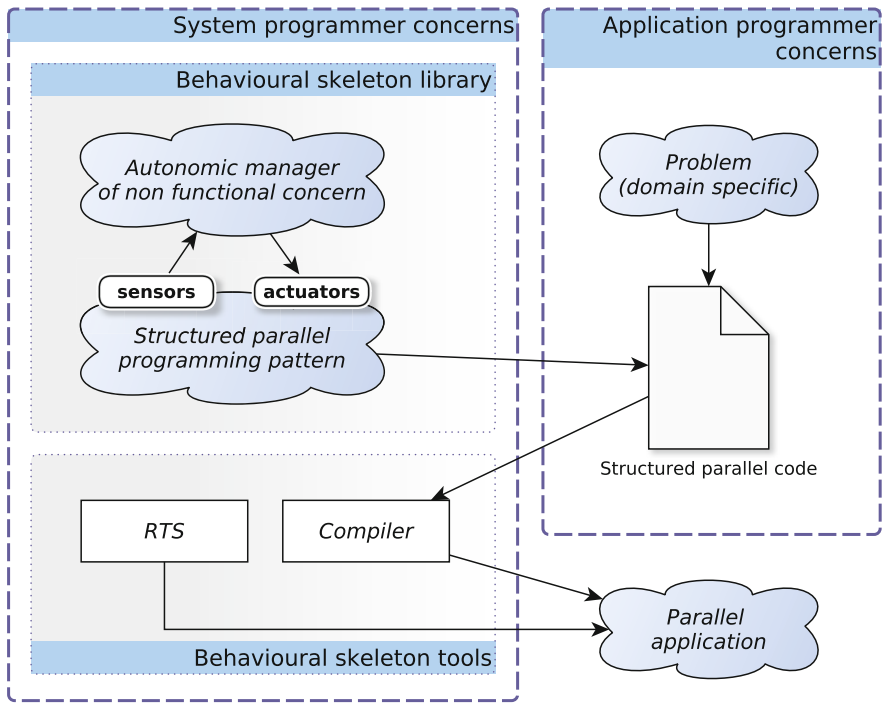 System programmer concerns
Behavioural skeleton library
Autonomic manager
of non functional concern
sensors
actuators
Structured parallel
programming pattern
RTS
Compiler
Behavioural skeleton tools
Application programmer
concerns
Problem
(domain specific)
Structured parallel code
Parallel
application